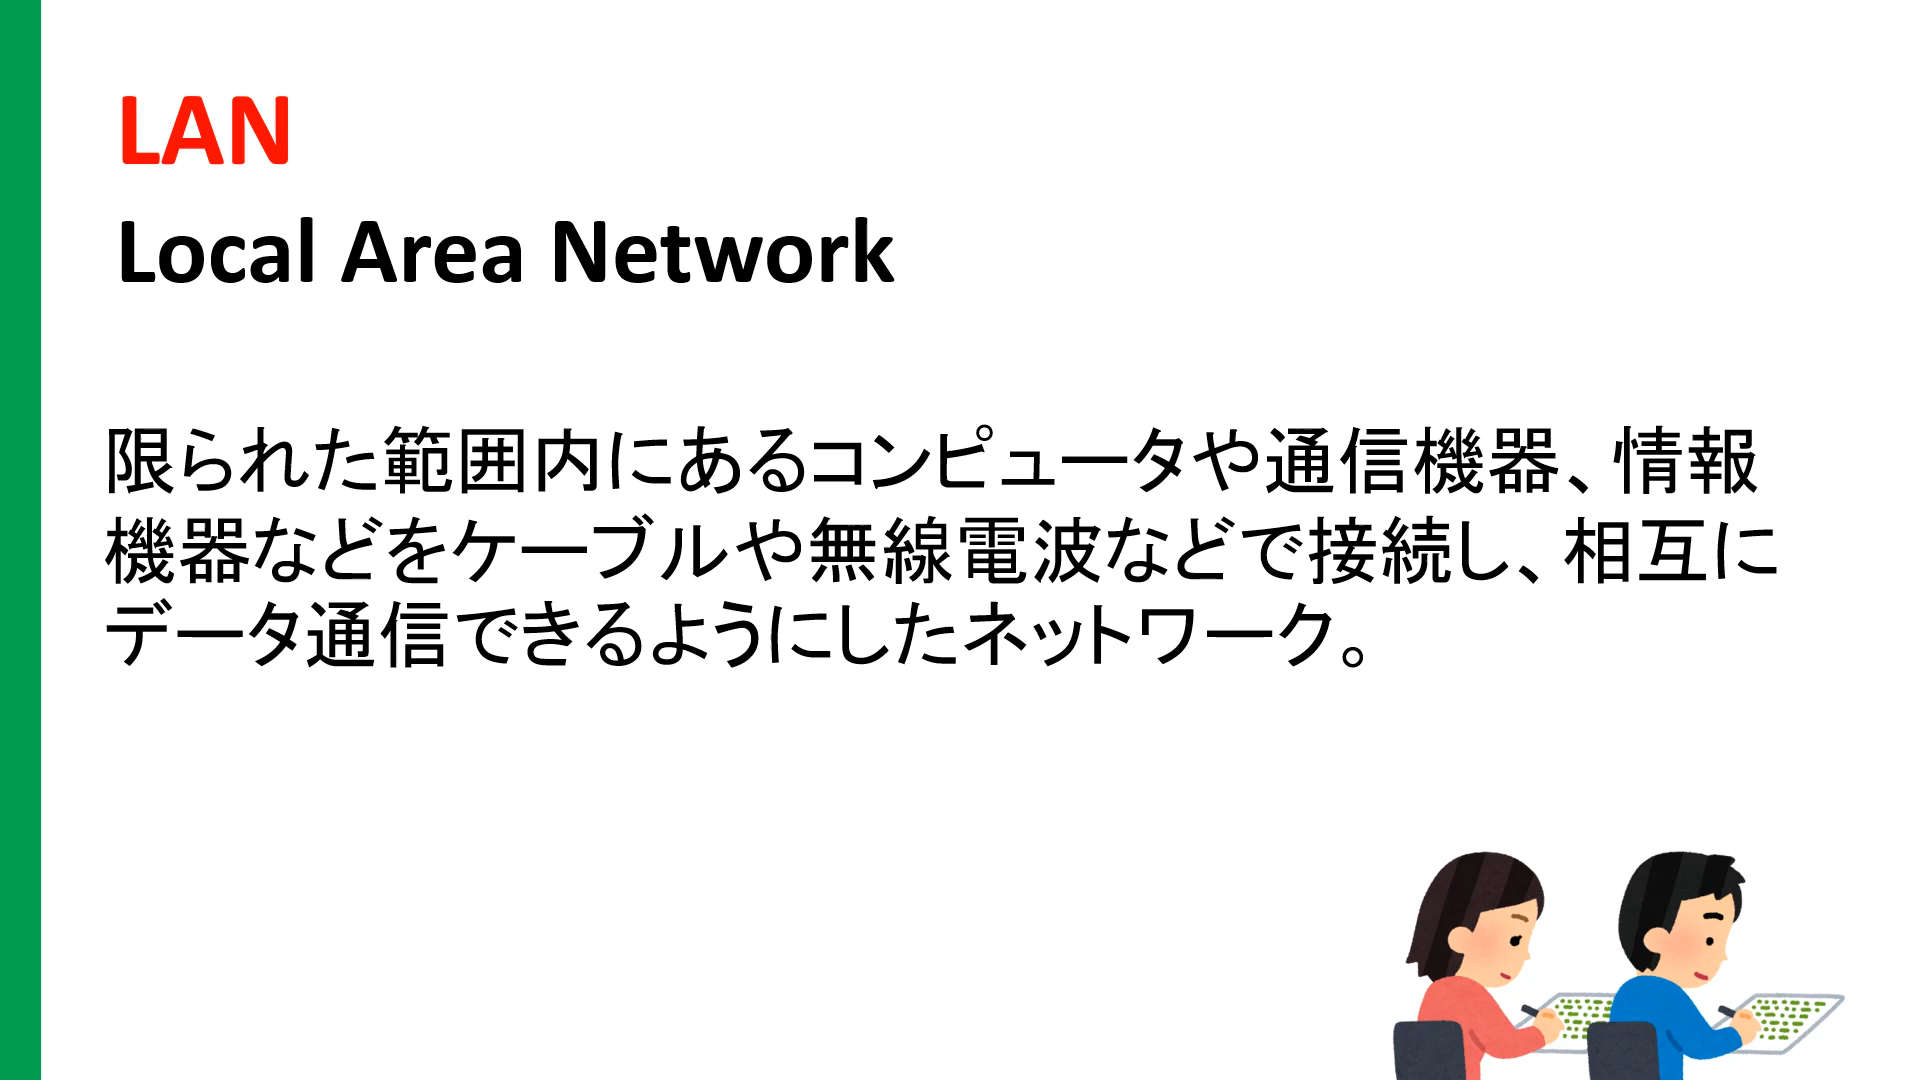 LAN
Local Area Network
限られた範囲内にあるコンピュータや通信機器、情報
機器などをケーブルや無線電波などで接続し、相互に
データ通信できるようにしたネットワーク。